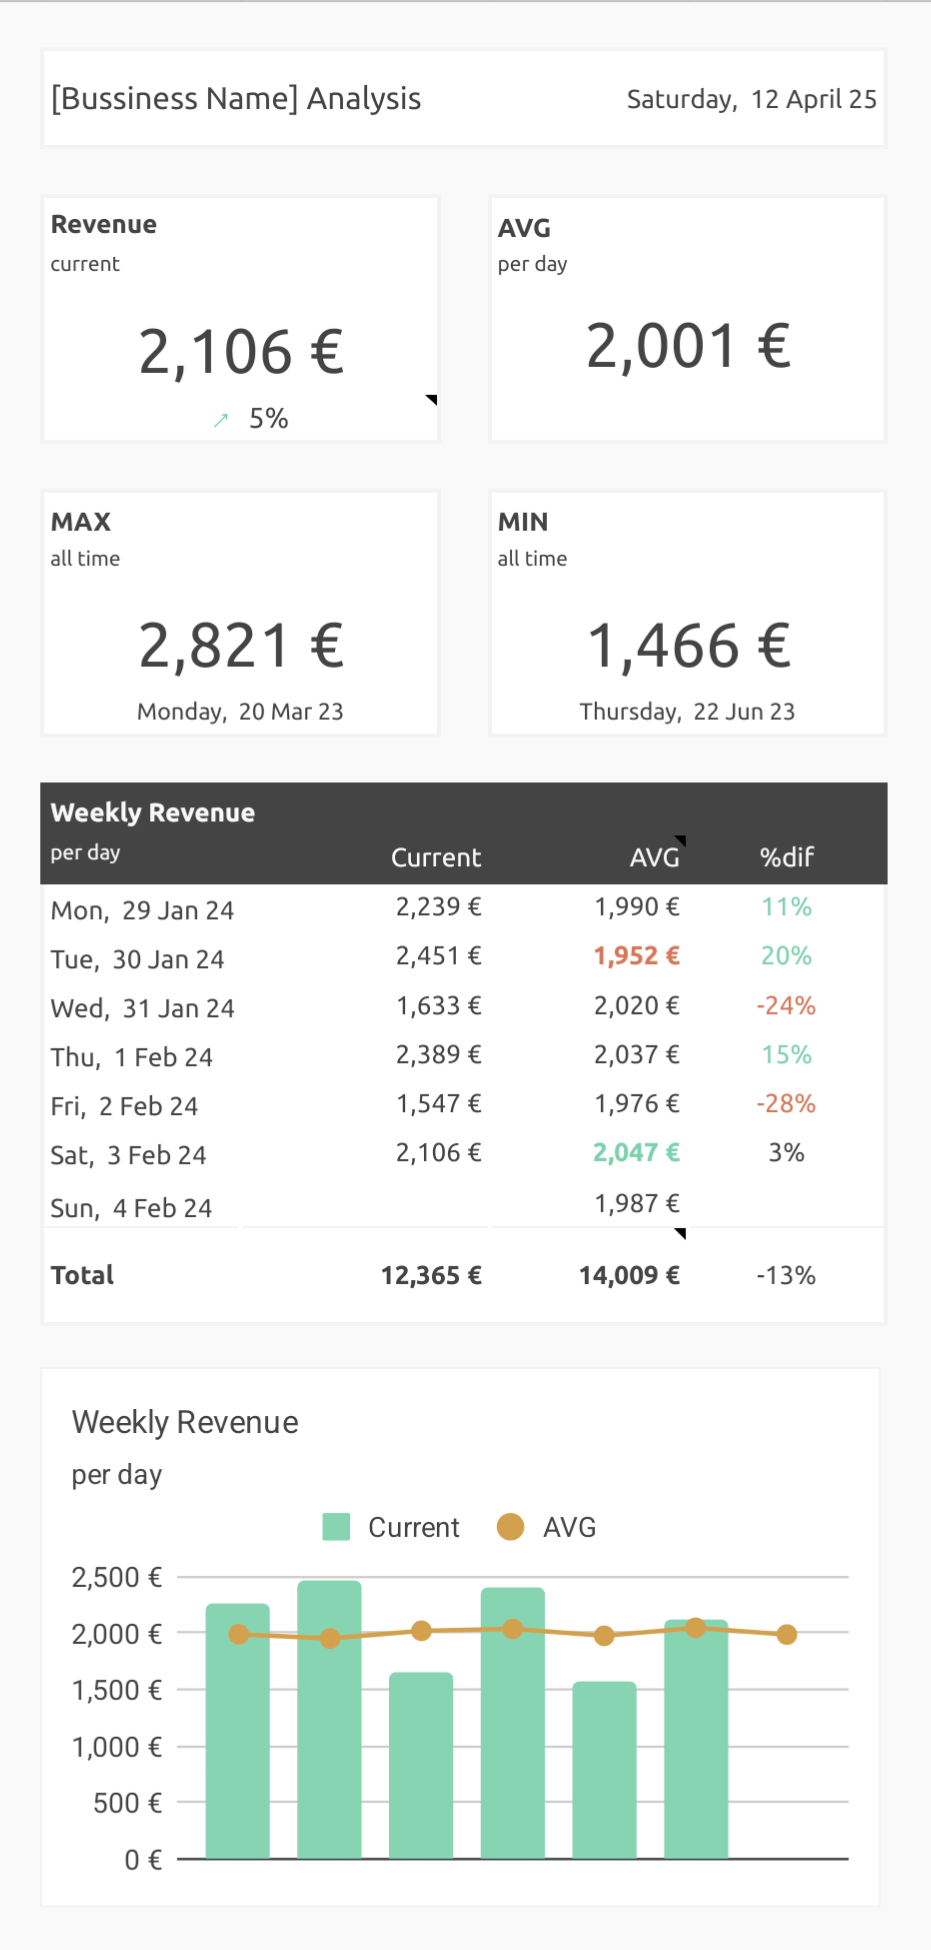 [Bussiness Name] Analysis Saturday, 12 April 25
Revenue
current
2,106 €
↗ 5%
AVG
per day
2,001 €
MAX
all time
2,821 €
Monday, 20 Mar 23
MIN
all time
1,466 €
Thursday, 22 Jun 23
Weekly Revenue
per day Current AVG %dif
Mon, 29 Jan 24 2,239 € 1,990 € 11%
Tue, 30 Jan 24 2,451 € 1,952 € 20%
Wed, 31 Jan 24 1,633 € 2,020 € -24%
Thu, 1 Feb 24 2,389 € 2,037 € 15%
Fri, 2 Feb 24 1,547 € 1,976 € -28%
Sat, 3 Feb 24 2,106 € 2,047 € 3%
Sun, 4 Feb 24 1,987 €
Total 12,365 € 14,009 € -13%
Weekly Revenue
per day
Current AVG
2,500 €
2,000 €
1,500 €
1,000 €
500 €
0 €